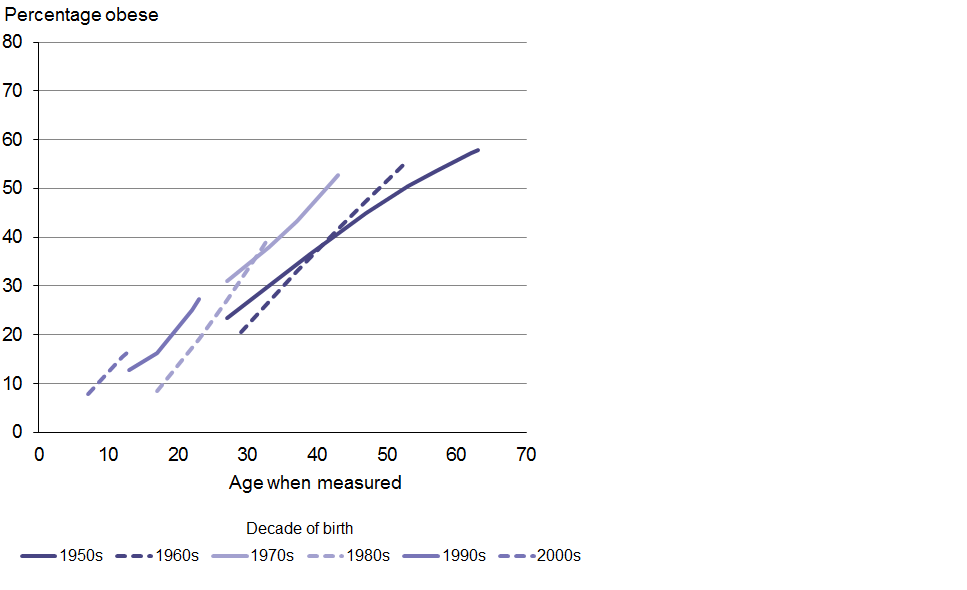 Percentage obese
80
70
60
50
40
30
20
10
0
0 10 20 30 40 50 60 70
Age when measured
Decade of birth
1950s 1960s 1970s 1980s 1990s 2000s